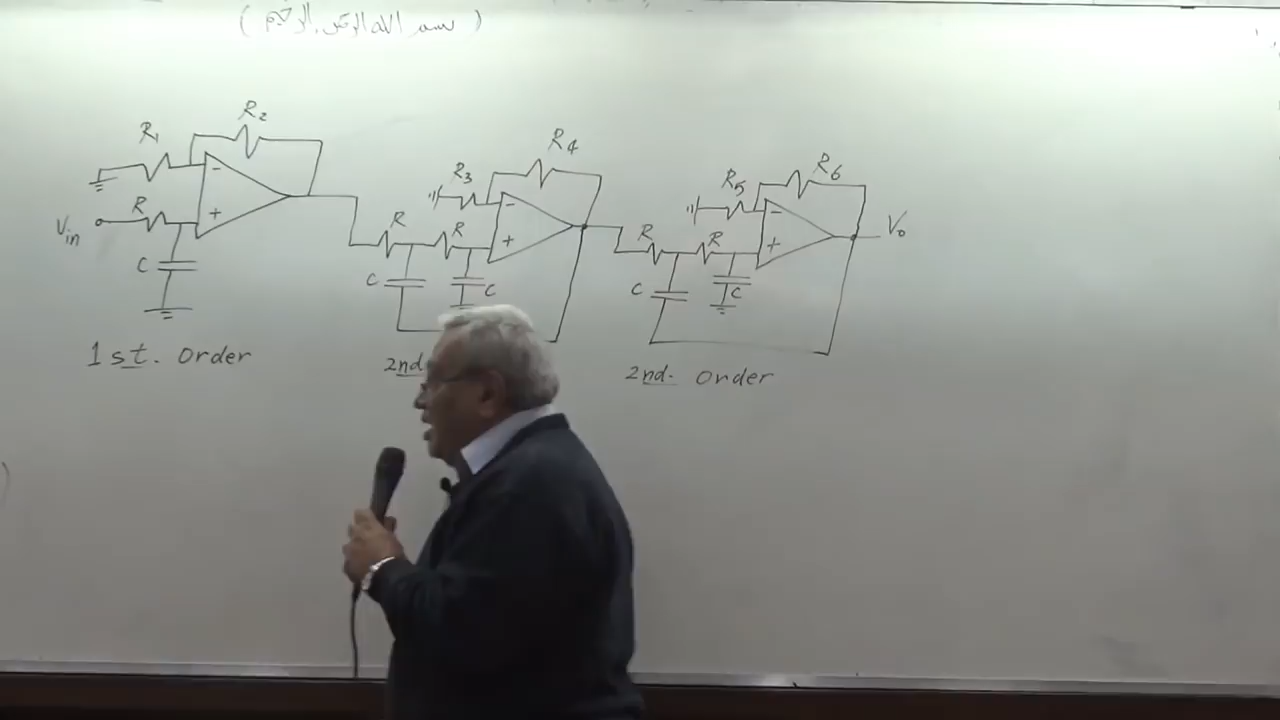 ( بسم الله الرحمن الرحيم )
R1 R2
R
Vin
C
1st. Order
R3 R4
R R
C C
2nd
R5 R6
R R
C C
Vo
2nd. Order